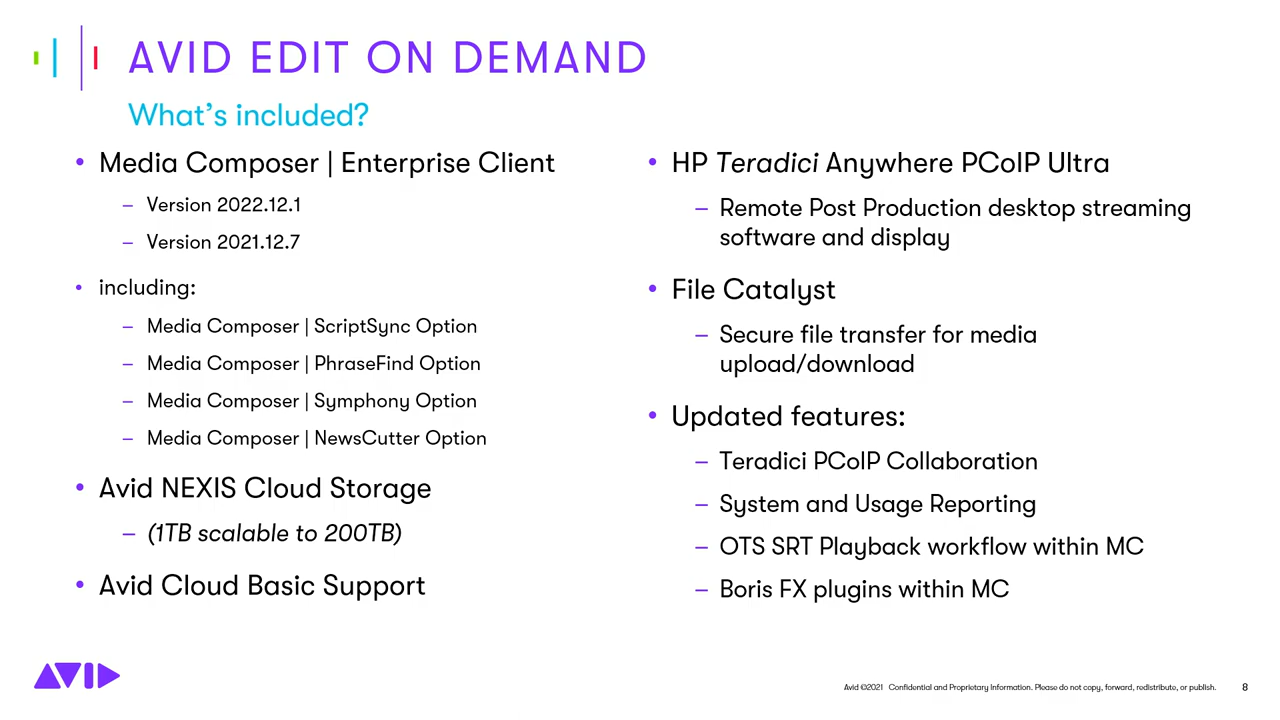 AVID EDIT ON DEMAND
What's included?
• Media Composer | Enterprise Client
– Version 2022.12.1
– Version 2021.12.7
• including:
– Media Composer | ScriptSync Option
– Media Composer | PhraseFind Option
– Media Composer | Symphony Option
– Media Composer | NewsCutter Option
• Avid NEXIS Cloud Storage
– (1TB scalable to 200TB)
• Avid Cloud Basic Support
• HP Teradici Anywhere PCoIP Ultra
– Remote Post Production desktop streaming
software and display
• File Catalyst
– Secure file transfer for media
upload/download
• Updated features:
– Teradici PCoIP Collaboration
– System and Usage Reporting
– OTS SRT Playback workflow within MC
– Boris FX plugins within MC
AVID
Avid ©2021 Confidential and Proprietary Information. Please do not copy, forward, redistribute, or publish. 8